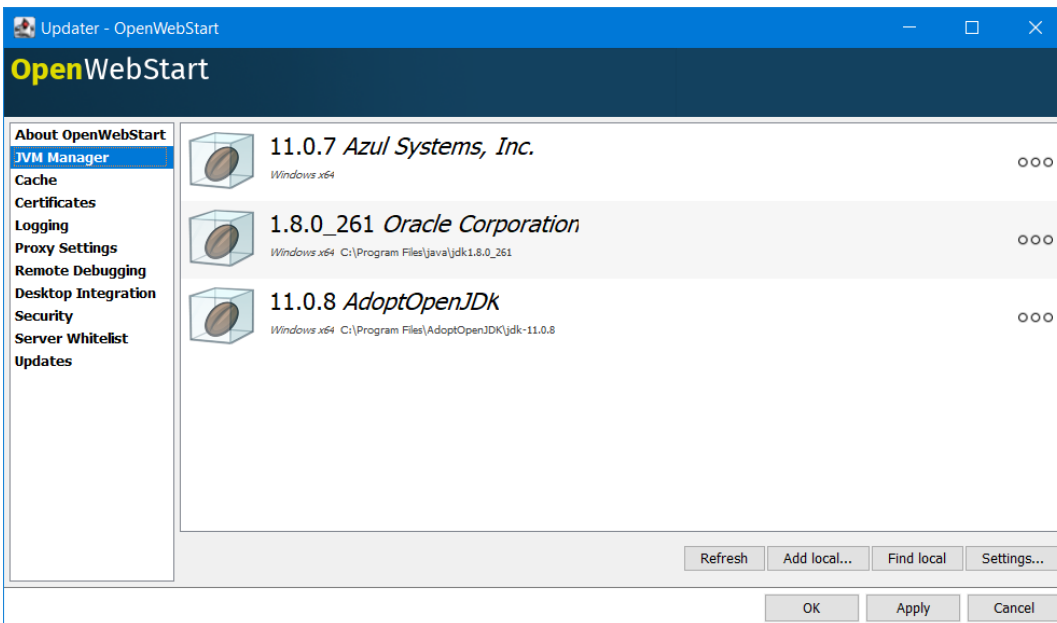 Updater - OpenWebStart
OpenWebStart
About OpenWebStart
JVM Manager
Cache
Certificates
Logging
Proxy Settings
Remote Debugging
Desktop Integration
Security
Server Whitelist
Updates
11.0.7 Azul Systems, Inc.
Windows x64
1.8.0_261 Oracle Corporation
Windows x64 C:\Program Files\java\jdk1.8.0_261
11.0.8 AdoptOpenJDK
Windows x64 C:\Program Files\AdoptOpenJDK\jdk-11.0.8
Refresh Add local... Find local Settings...
OK Apply Cancel